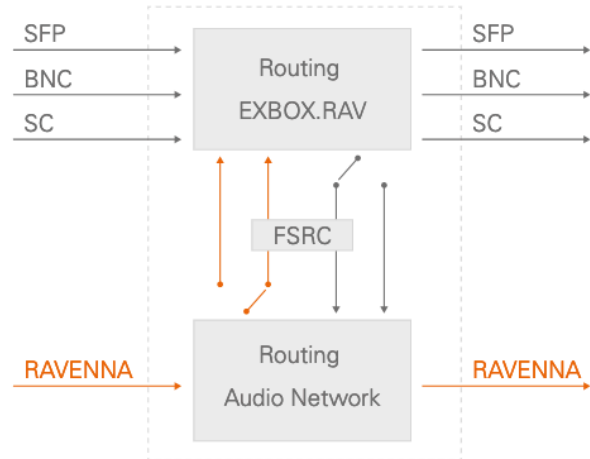 SFP
BNC
SC
Routing
EXBOX.RAV
SFP
BNC
SC
FSRC
RAVENNA
Routing
Audio Network
RAVENNA